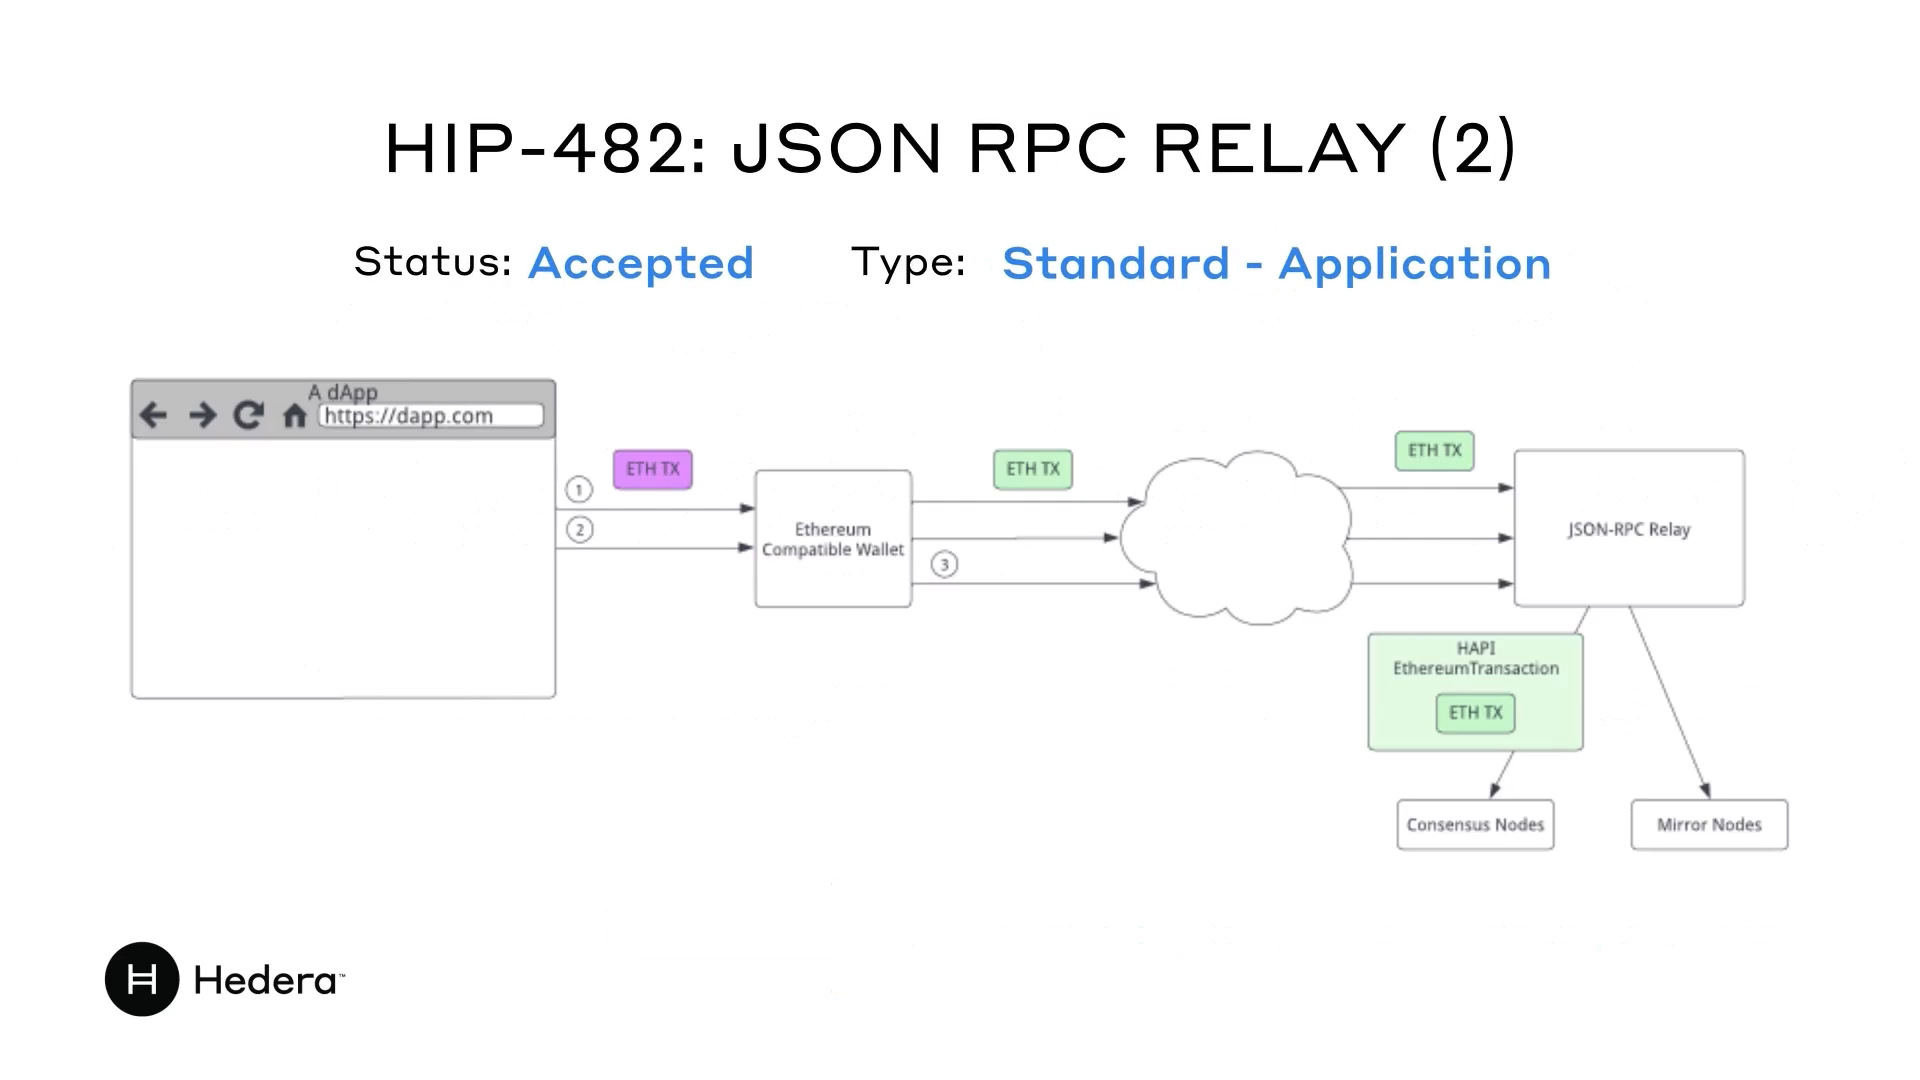 HIP-482: JSON RPC RELAY (2)
Status: Accepted Type: Standard - Application
A dApp
https://dapp.com
1
ETH TX
2
Ethereum
Compatible Wallet
ETH TX
3
ETH TX
JSON-RPC Relay
HAPI
EthereumTransaction
ETH TX
Consensus Nodes
Mirror Nodes
H Hedera™